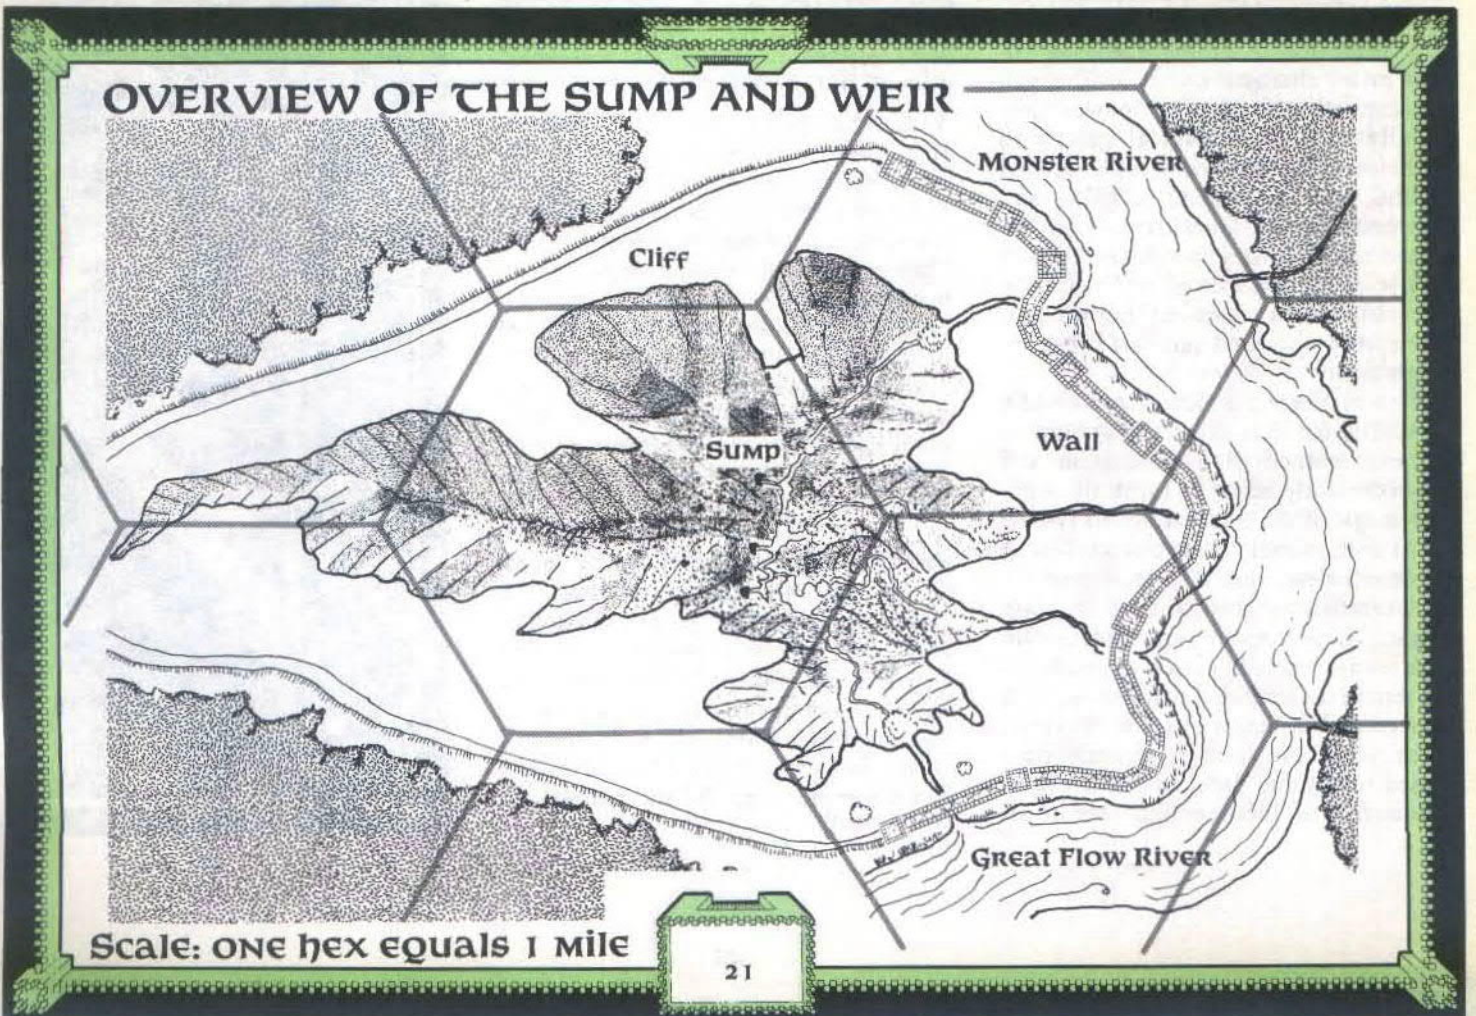 OVERVIEW OF THE SUMP AND WEIR
MONSTER RIVER
Cliff
SUMP
Wall
GREAT FLOW RIVER
Scale: ONE hEX EQUALS 1 MILE
21